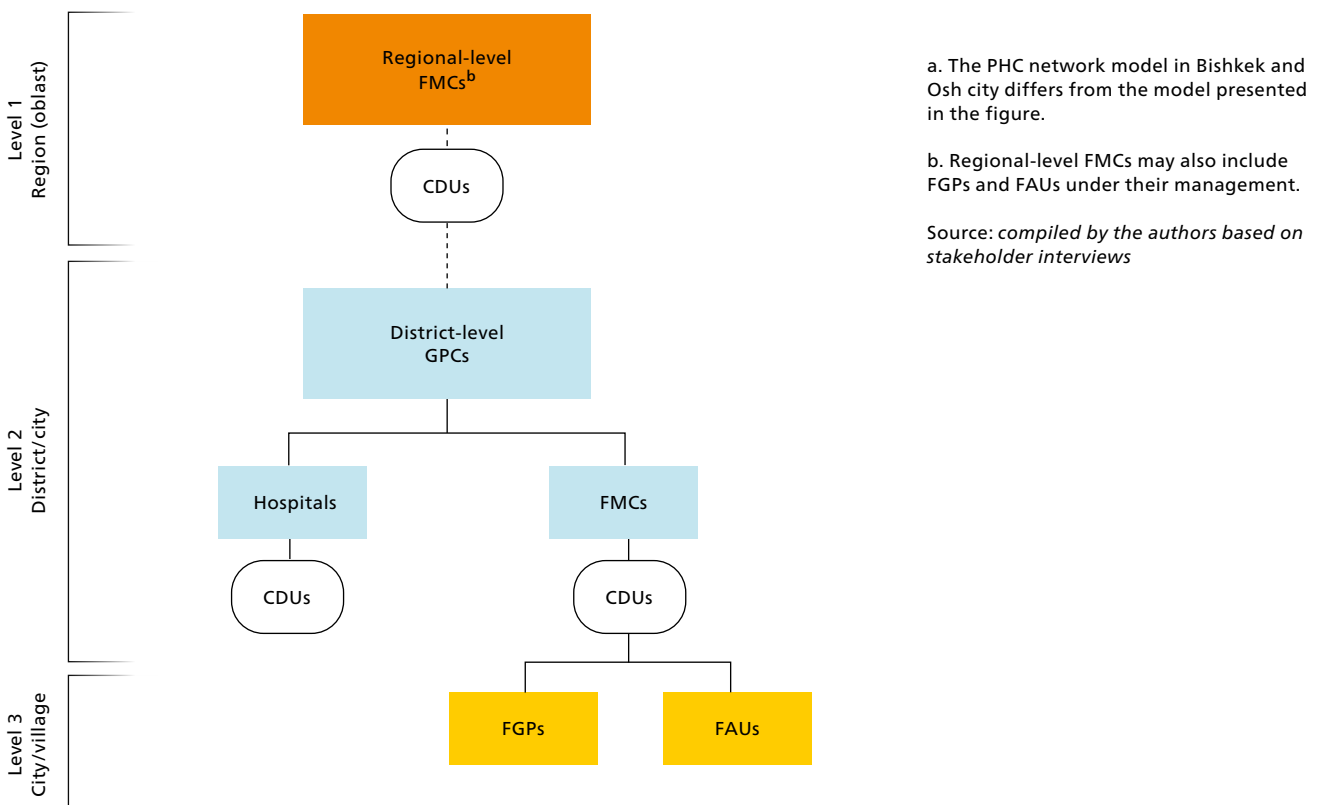 Level 1
Region (oblast)
Regional-level
FMCsb
CDUs
Level 2
District/city
District-level
GPCs
Hospitals
FMCs
CDUs
CDUs
Level 3
City/village
FGPs
FAUs
a. The PHC network model in Bishkek and
Osh city differs from the model presented
in the figure.
b. Regional-level FMCs may also include
FGPs and FAUs under their management.
Source: compiled by the authors based on
stakeholder interviews